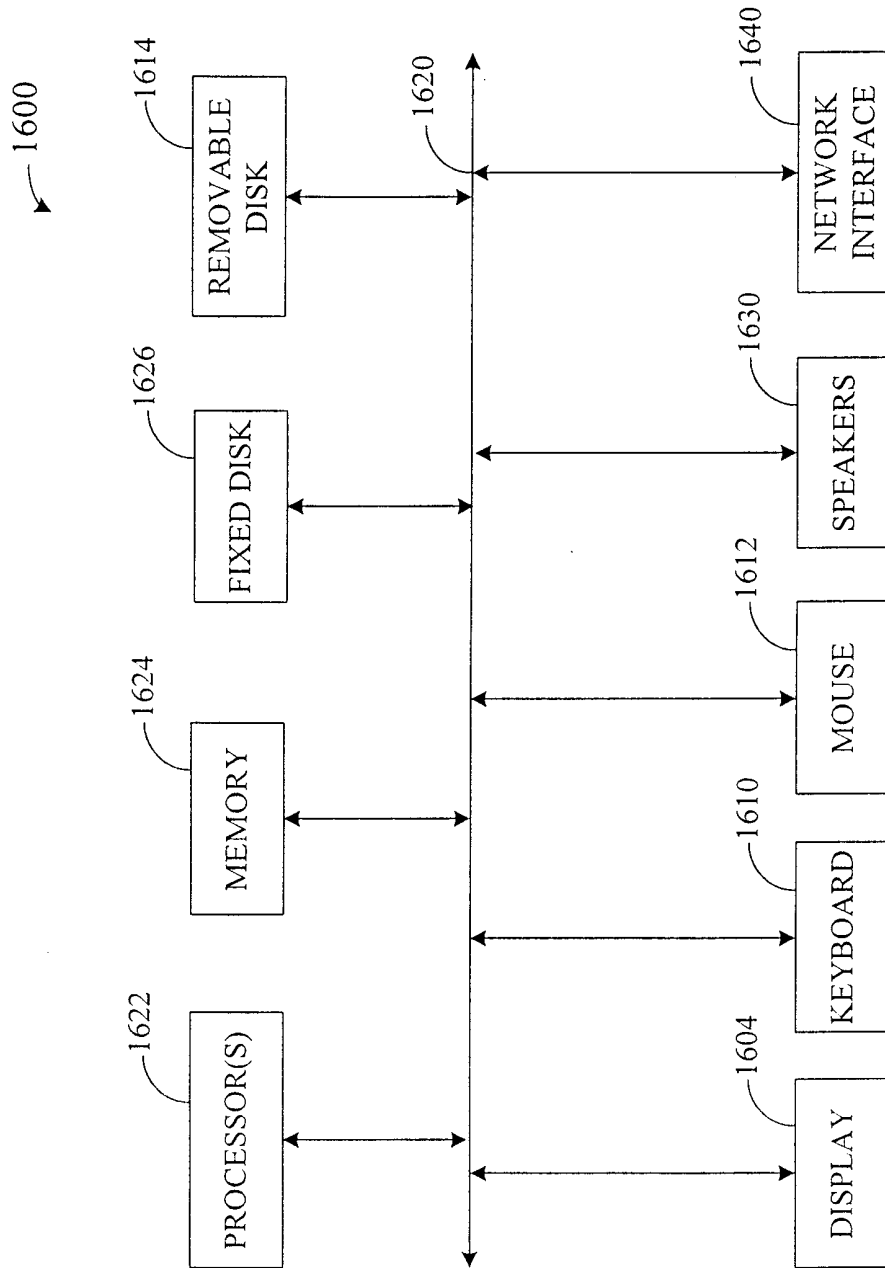 1600
1622
PROCESSOR(S)
1624
MEMORY
1626
FIXED DISK
1614
REMOVABLE
DISK
1620
1604
DISPLAY
1610
KEYBOARD
1612
MOUSE
1630
SPEAKERS
1640
NETWORK
INTERFACE